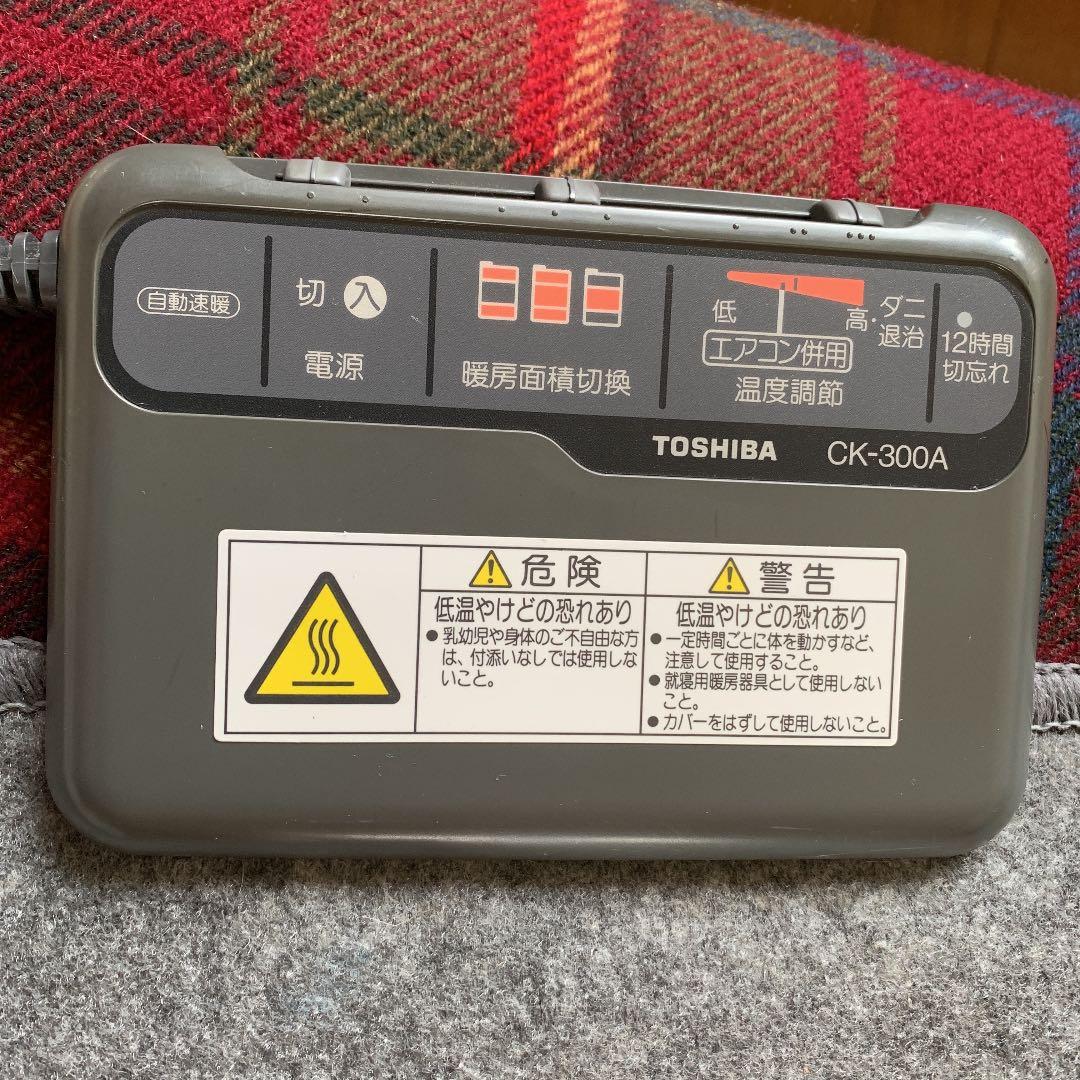 自動速暖
切 入
電源
暖房面積切換
低
高・ダニ
退治
エアコン併用
温度調節
12時間
切忘れ
TOSHIBA CK-300A
危険
低温やけどの恐れあり
● 乳幼児や身体のご不自由な方
は、付添いなしでは使用しな
いこと。
警告
低温やけどの恐れあり
● 一定時間ごとに体を動かすなど、
注意して使用すること。
● 就寝用暖房器具として使用しない
こと。
● カバーをはずして使用しないこと。